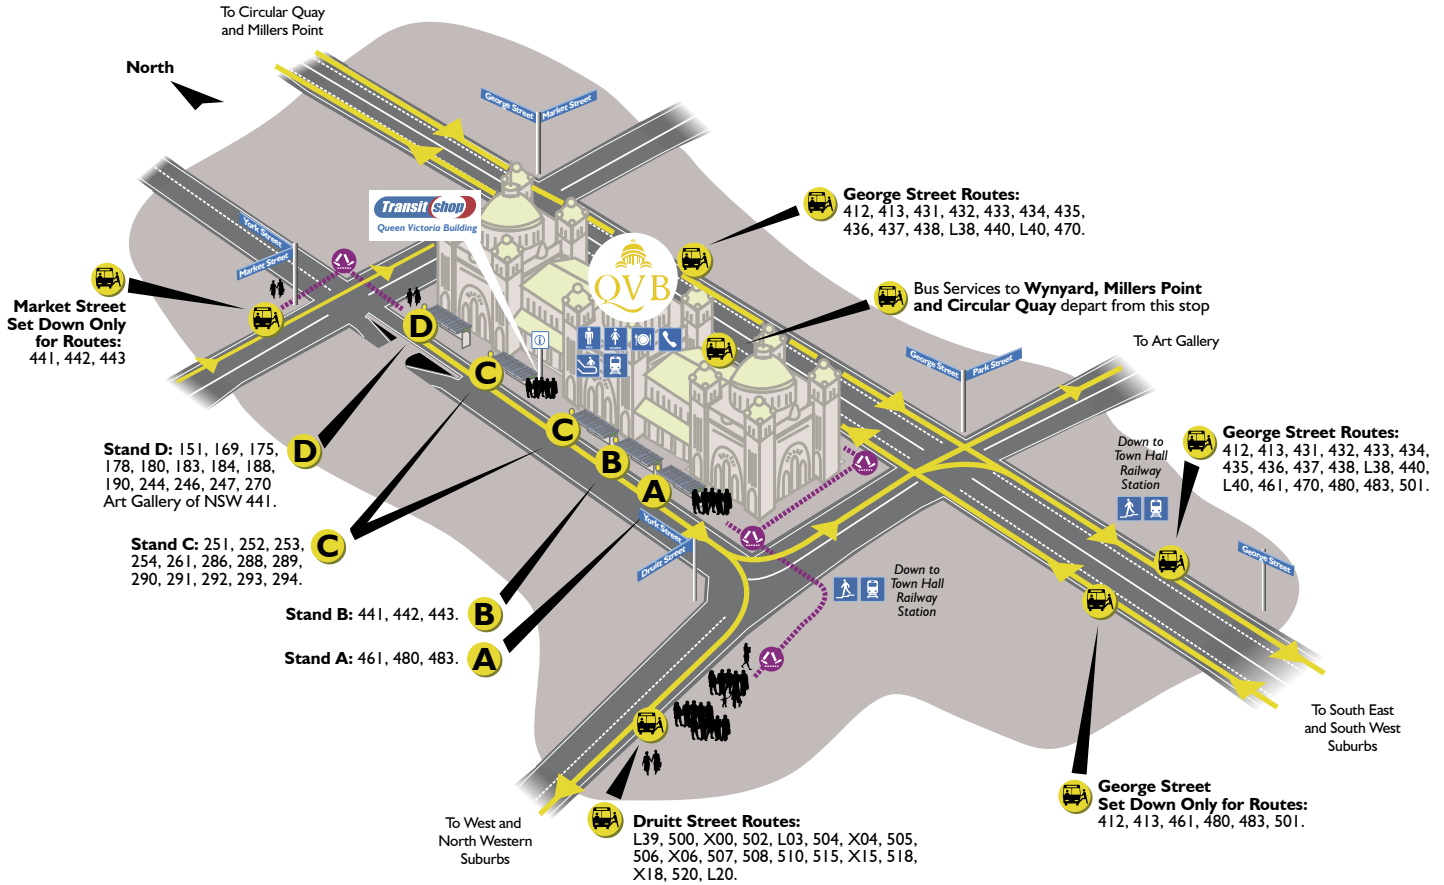 To Circular Quay
and Millers Point
North
George Street
Market Street
Transit shop
Queen Victoria Building
York Street
Market Street
George Street Routes:
412, 413, 431, 432, 433, 434, 435,
436, 437, 438, L38, 440, L40, 470.
QVB
Bus Services to Wynyard, Millers Point
and Circular Quay depart from this stop
Market Street
Set Down Only
for Routes:
441, 442, 443
To Art Gallery
George Street
Park Street
D
C
C
B
A
Stand D: 151, 169, 175,
178, 180, 183, 184, 188,
190, 244, 246, 247, 270
Art Gallery of NSW 441.
D
Down to
Town Hall
Railway
Station
George Street Routes:
412, 413, 431, 432, 433, 434,
435, 436, 437, 438, L38, 440,
L40, 461, 470, 480, 483, 501.
Stand C: 251, 252, 253,
254, 261, 286, 288, 289,
290, 291, 292, 293, 294.
C
York Street
Druitt Street
George Street
Down to
Town Hall
Railway
Station
Stand B: 441, 442, 443.
B
Stand A: 461, 480, 483.
A
To South East
and South West
Suburbs
George Street
Set Down Only for Routes:
412, 413, 461, 480, 483, 501.
To West and
North Western
Suburbs
Druitt Street Routes:
L39, 500, X00, 502, L03, 504, X04, 505,
506, X06, 507, 508, 510, 515, X15, 518,
X18, 520, L20.